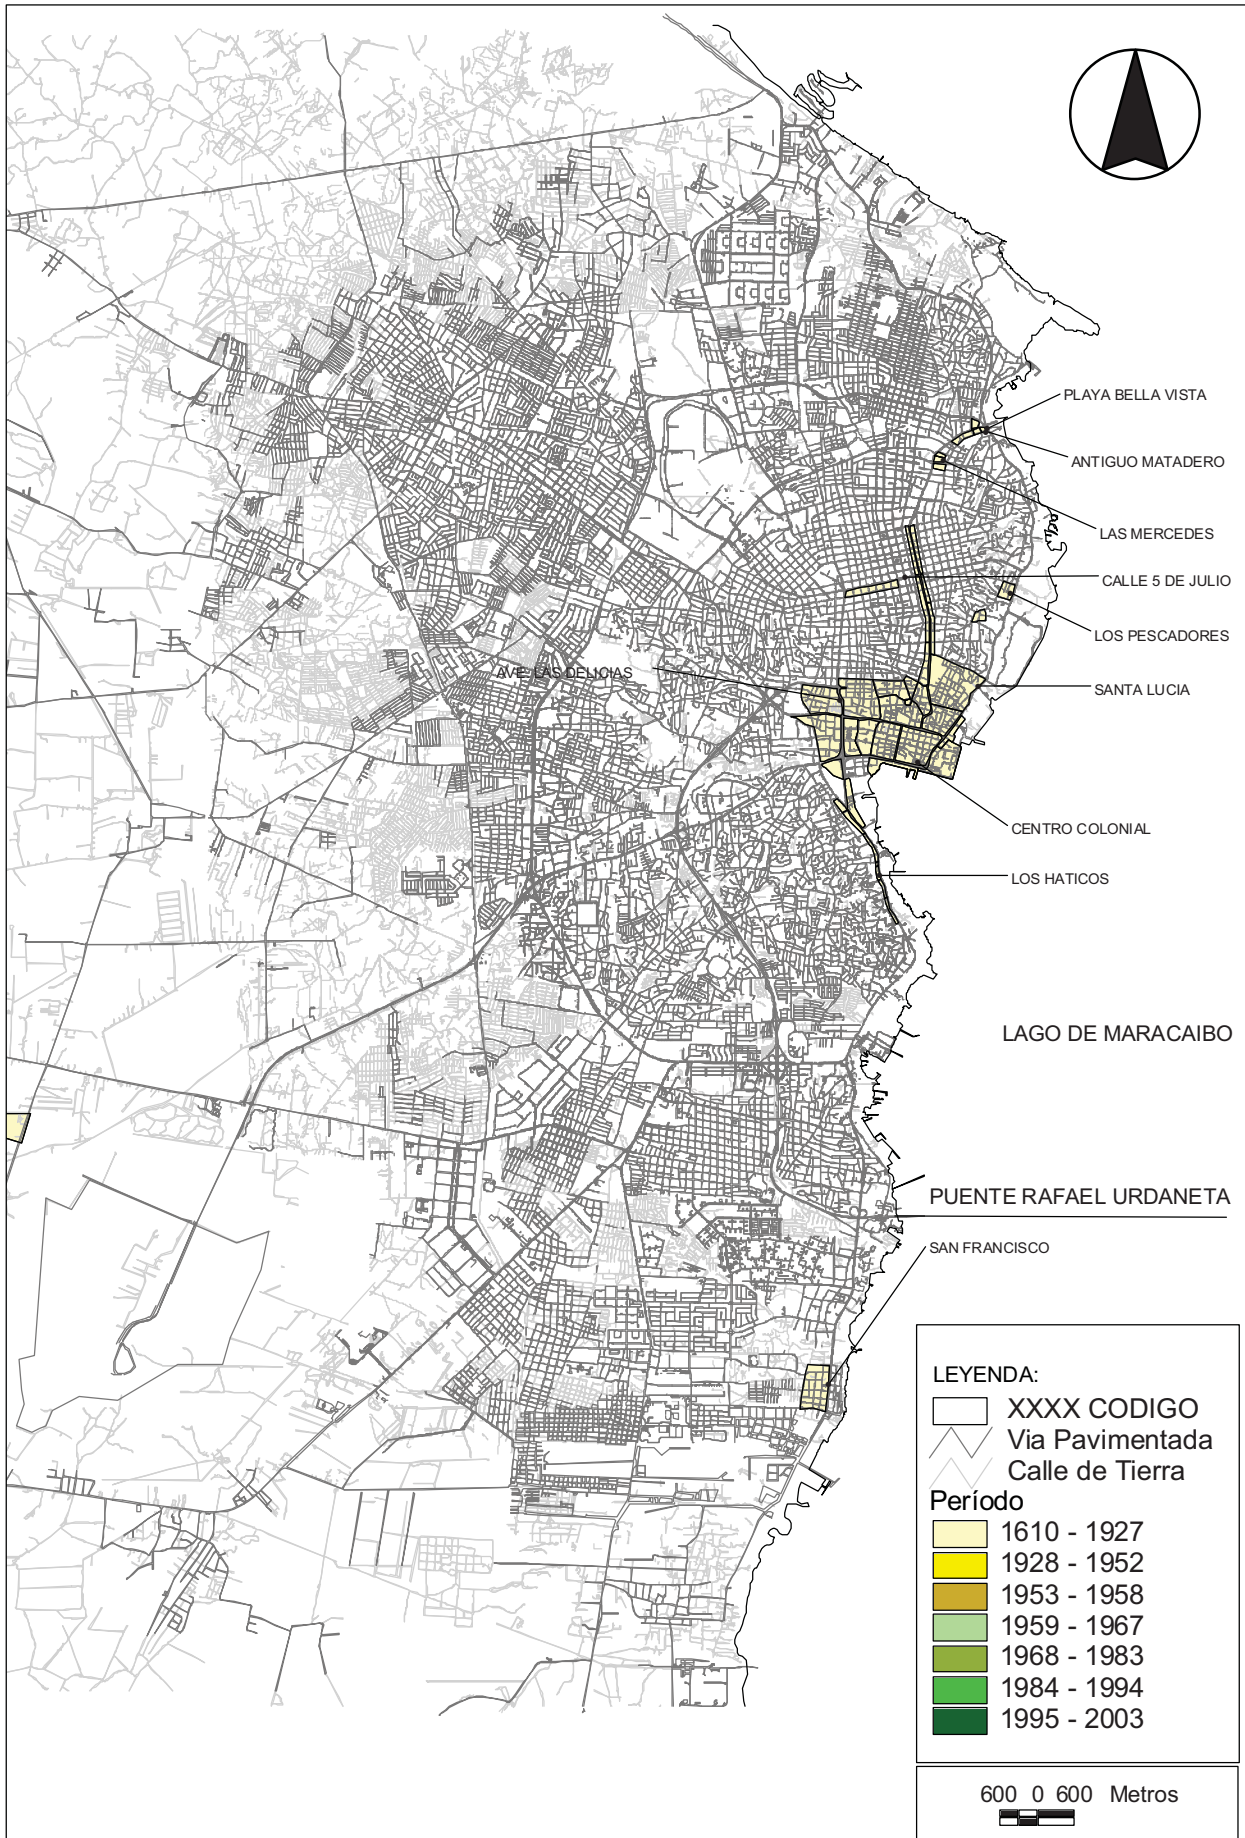 PLAYA BELLA VISTA
ANTIGUO MATADERO
LAS MERCEDES
CALLE 5 DE JULIO
LOS PESCADORES
AVE. LAS DELICIAS
SANTA LUCIA
CENTRO COLONIAL
LOS HATICOS
LAGO DE MARACAIBO
PUENTE RAFAEL URDANETA
SAN FRANCISCO
LEYENDA:
XXXX CODIGO
Via Pavimentada
Calle de Tierra
Período
1610 - 1927
1928 - 1952
1953 - 1958
1959 - 1967
1968 - 1983
1984 - 1994
1995 - 2003
600 0 600 Metros